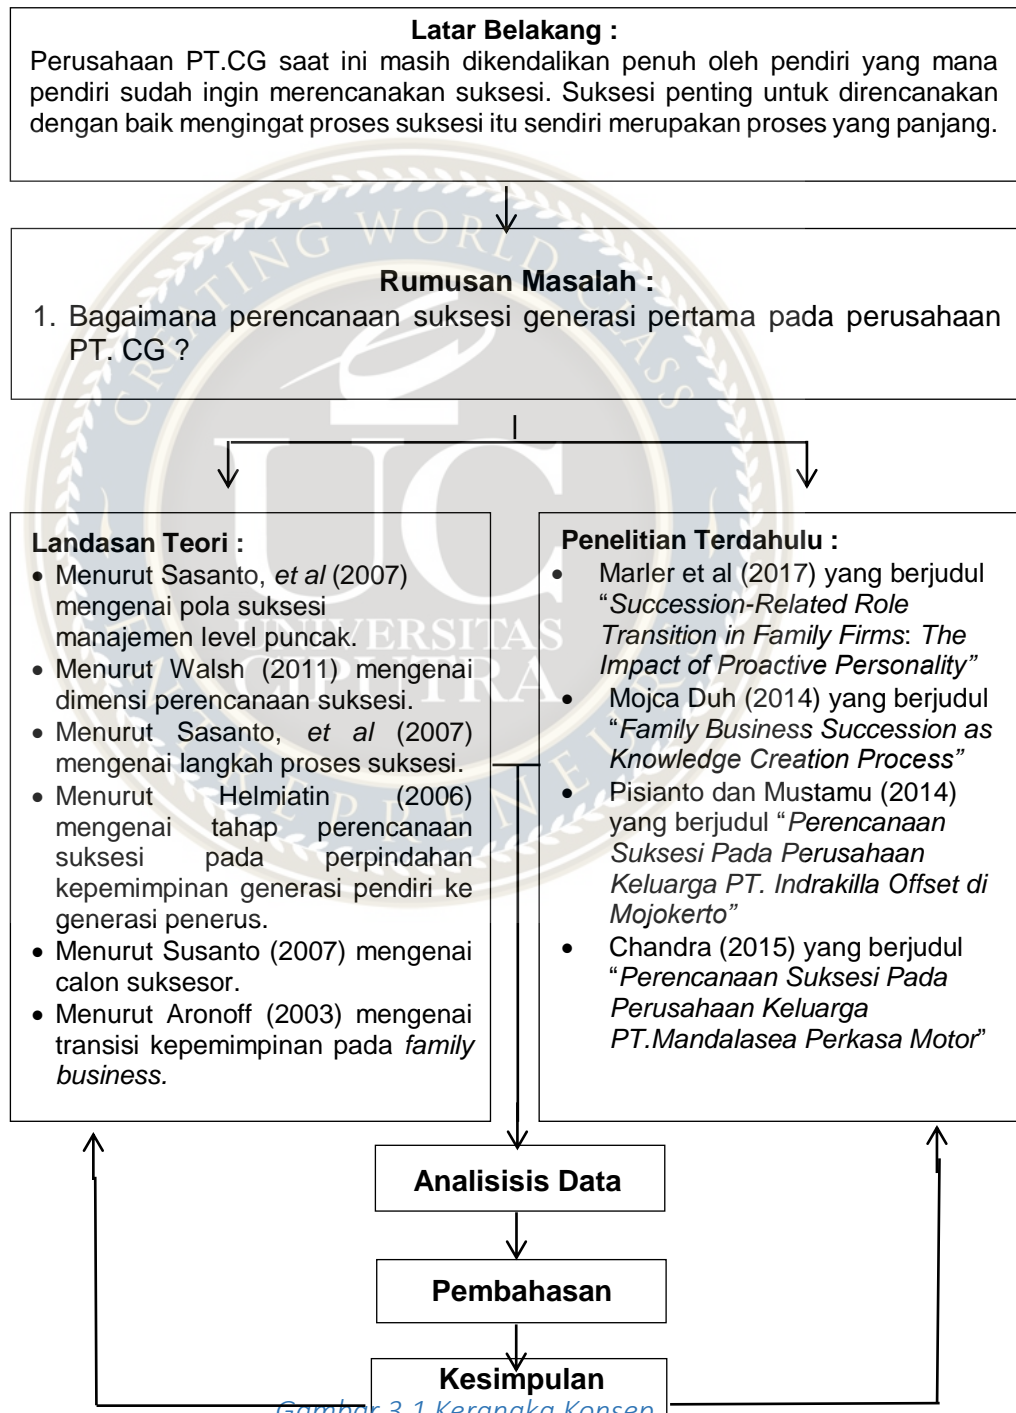 Latar Belakang :
Perusahaan PT.CG saat ini masih dikendalikan penuh oleh pendiri yang mana
pendiri sudah ingin merencanakan suksesi. Suksesi penting untuk direncanakan
dengan baik mengingat proses suksesi itu sendiri merupakan proses yang panjang.
Rumusan Masalah :
1. Bagaimana perencanaan suksesi generasi pertama pada perusahaan
PT. CG ?
Landasan Teori :
• Menurut Sasanto, et al (2007)
mengenai pola suksesi
manajemen level puncak.
• Menurut Walsh (2011) mengenai
dimensi perencanaan suksesi.
• Menurut Sasanto, et al (2007)
mengenai langkah proses suksesi.
• Menurut Helmiatin (2006)
mengenai tahap perencanaan
suksesi pada perpindahan
kepemimpinan generasi pendiri ke
generasi penerus.
• Menurut Susanto (2007) mengenai
calon suksesor.
• Menurut Aronoff (2003) mengenai
transisi kepemimpinan pada family
business.
Penelitian Terdahulu :
• Marler et al (2017) yang berjudul
“Succession-Related Role
Transition in Family Firms: The
Impact of Proactive Personality”
• Mojca Duh (2014) yang berjudul
“Family Business Succession as
Knowledge Creation Process”
• Pisianto dan Mustamu (2014)
yang berjudul “Perencanaan
Suksesi Pada Perusahaan
Keluarga PT. Indrakilla Offset di
Mojokerto”
• Chandra (2015) yang berjudul
“Perencanaan Suksesi Pada
Perusahaan Keluarga
PT.Mandalasea Perkasa Motor”
Analisisis Data
Pembahasan
Kesimpulan
Gambar 3.1 Kerangka Konsep
CREATING WORLD CLASS
UC
UNIVERSITAS
CIPUTRA
ENTREPRENEURS